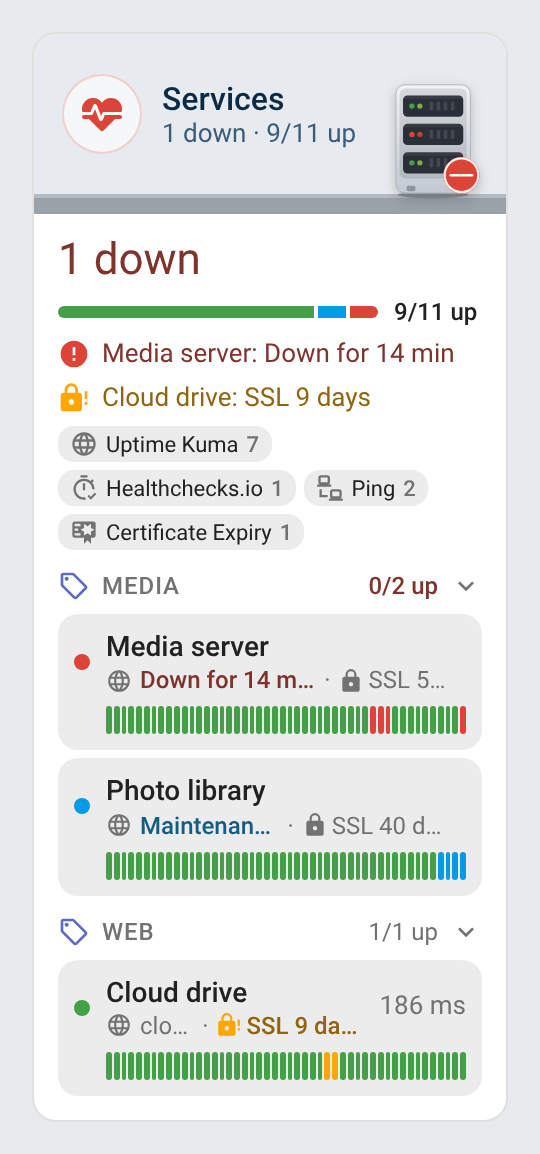 Services
1 down · 9/11 up
1 down
9/11 up
Media server: Down for 14 min
Cloud drive: SSL 9 days
Uptime Kuma 7
Healthchecks.io 1
Ping 2
Certificate Expiry 1
MEDIA
0/2 up
Media server
Down for 14 m... · SSL 5...
Photo library
Maintenan... · SSL 40 d...
WEB
1/1 up
Cloud drive
186 ms
clo... · SSL 9 da...